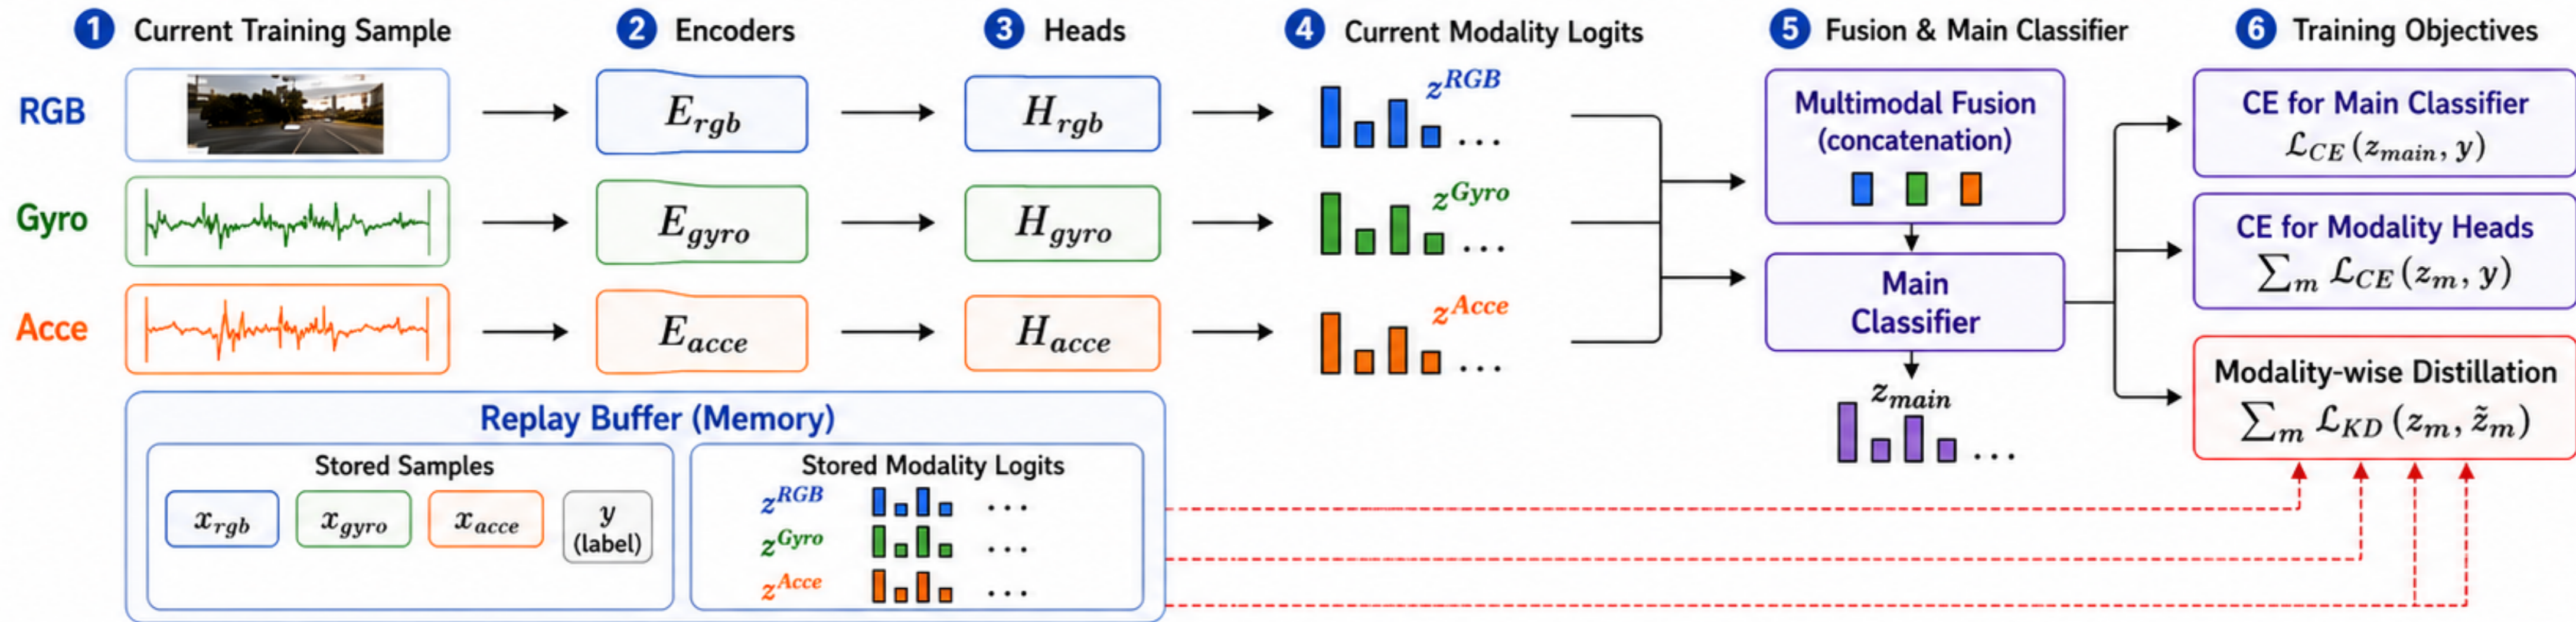 1 Current Training Sample
2 Encoders
3 Heads
4 Current Modality Logits
5 Fusion & Main Classifier
6 Training Objectives
RGB
E_rgb
H_rgb
z^RGB
...
Gyro
E_gyro
H_gyro
z^Gyro
...
Acce
E_acce
H_acce
z^Acce
...
Multimodal Fusion
(concatenation)
Main
Classifier
z_main
...
CE for Main Classifier
ℒ_CE (z_main, y)
CE for Modality Heads
∑_m ℒ_CE (z_m, y)
Modality-wise Distillation
∑_m ℒ_KD (z_m, z̃_m)
Replay Buffer (Memory)
Stored Samples
x_rgb
x_gyro
x_acce
y
(label)
Stored Modality Logits
z^RGB ...
z^Gyro ...
z^Acce ...